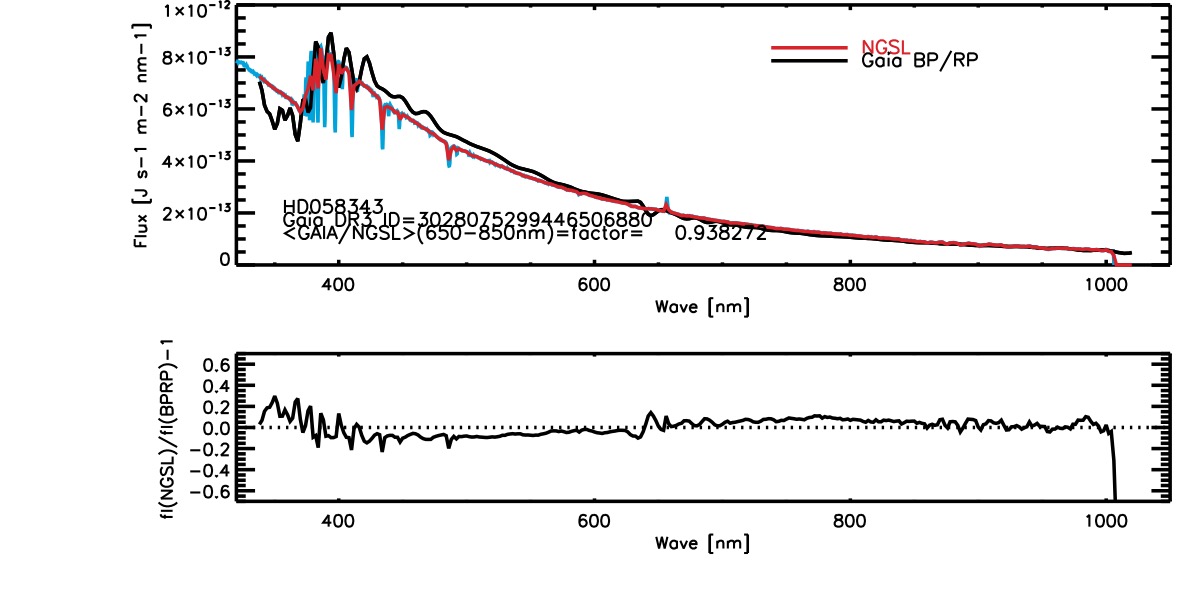 1×10−12
8×10−13
6×10−13
4×10−13
2×10−13
0
Flux [J s−1 m−2 nm−1]
NGSL
Gaia BP/RP
HD058343
Gaia DR3 ID=3028075299446506880
<GAIA/NGSL>(650−850nm)=factor= 0.938272
400 600 800 1000
Wave [nm]
0.6
0.4
0.2
0.0
−0.2
−0.4
−0.6
fl(NGSL)/fl(BPRP)−1
400 600 800 1000
Wave [nm]